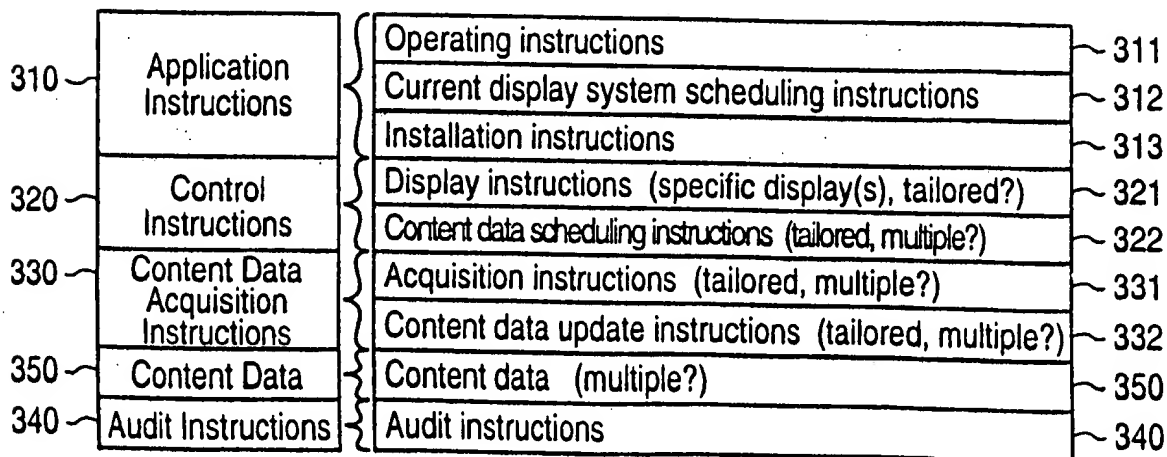 310
Application
Instructions
Operating instructions
311
Current display system scheduling instructions
312
Installation instructions
313
320
Control
Instructions
Display instructions (specific display(s), tailored?)
321
Content data scheduling instructions (tailored, multiple?)
322
330
Content Data
Acquisition
Instructions
Acquisition instructions (tailored, multiple?)
331
Content data update instructions (tailored, multiple?)
332
350
Content Data
Content data (multiple?)
350
340
Audit Instructions
Audit instructions
340